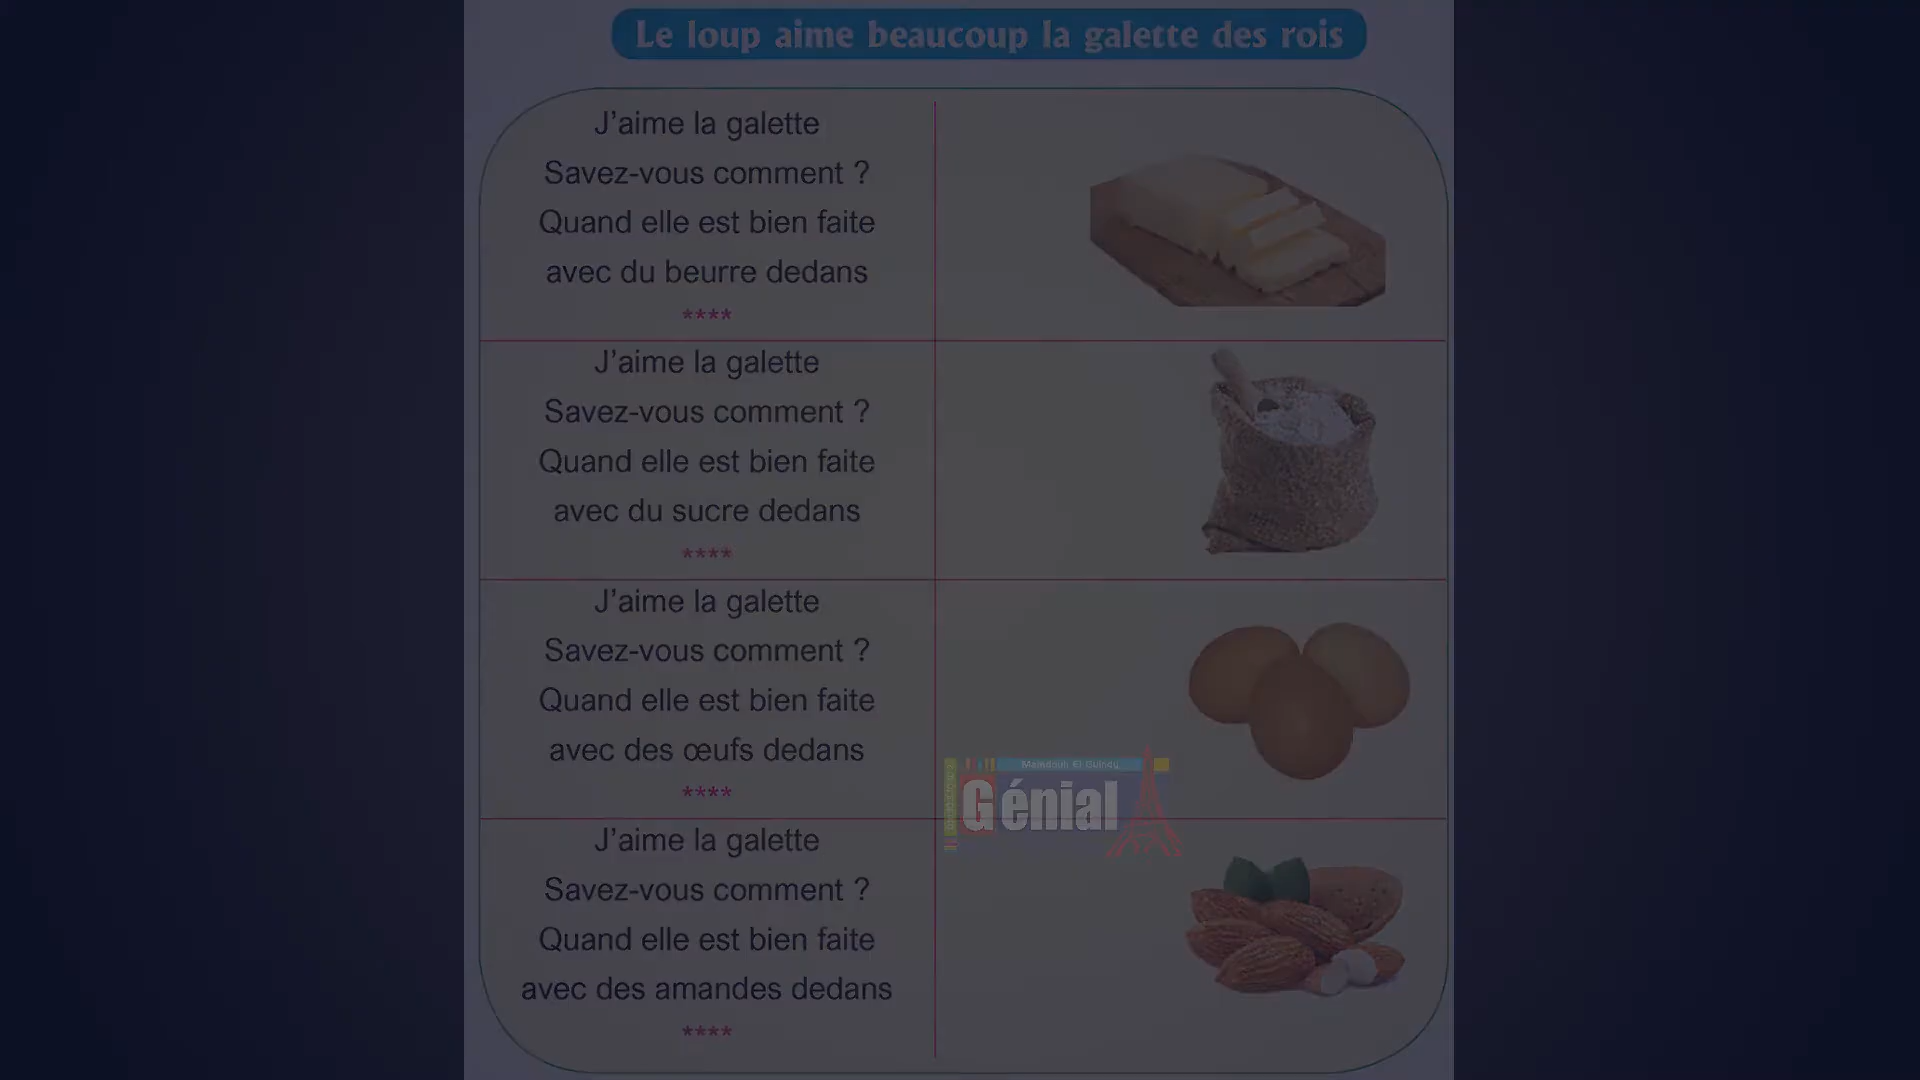 Le loup aime beaucoup la galette des rois
J'aime la galette
Savez-vous comment ?
Quand elle est bien faite
avec du beurre dedans
****
J'aime la galette
Savez-vous comment ?
Quand elle est bien faite
avec du sucre dedans
****
J'aime la galette
Savez-vous comment ?
Quand elle est bien faite
avec des œufs dedans
****
Mamdouh El Guindy
Génial
J'aime la galette
Savez-vous comment ?
Quand elle est bien faite
avec des amandes dedans
****